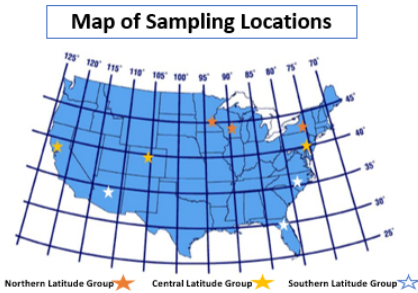 Map of Sampling Locations
125° 120° 115° 110° 105° 100° 95° 90° 85° 80° 75° 70°
45°
40°
35°
30°
25°
Northern Latitude Group Central Latitude Group Southern Latitude Group